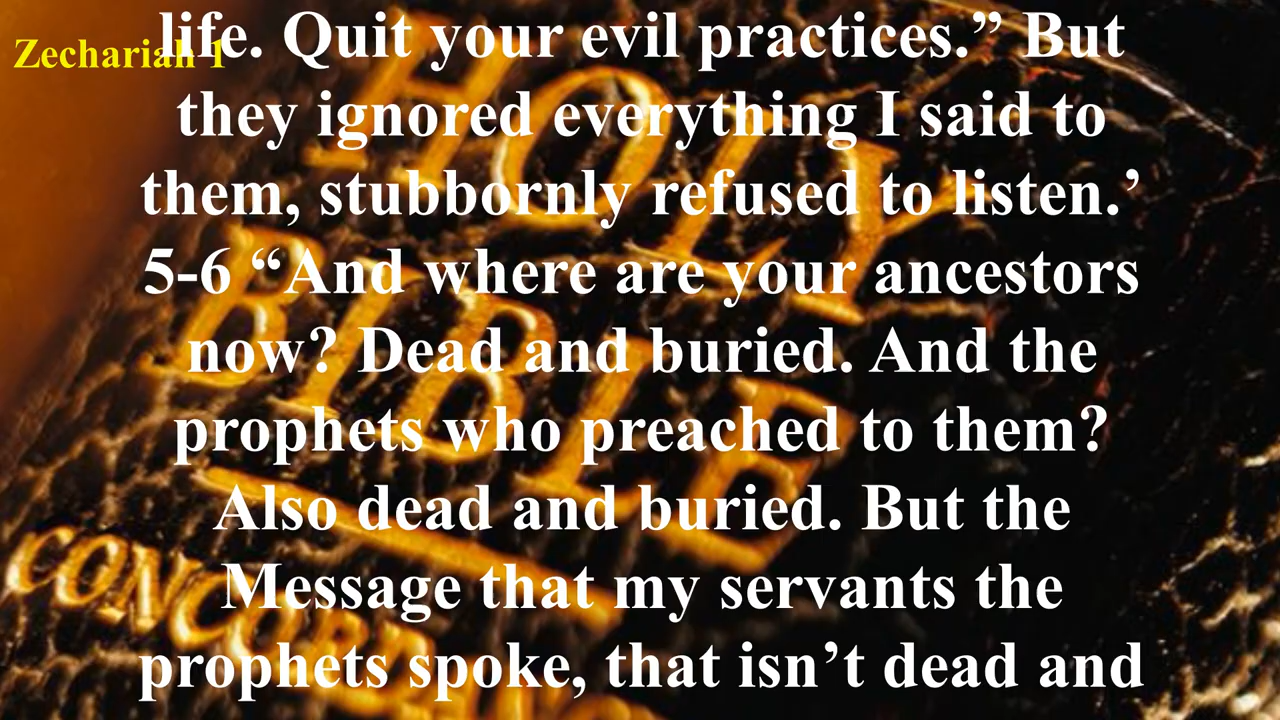 Zechariah 1
life. Quit your evil practices.” But
they ignored everything I said to
them, stubbornly refused to listen.’
5-6 “And where are your ancestors
now? Dead and buried. And the
prophets who preached to them?
Also dead and buried. But the
Message that my servants the
prophets spoke, that isn’t dead and
HOLY
BIBLE